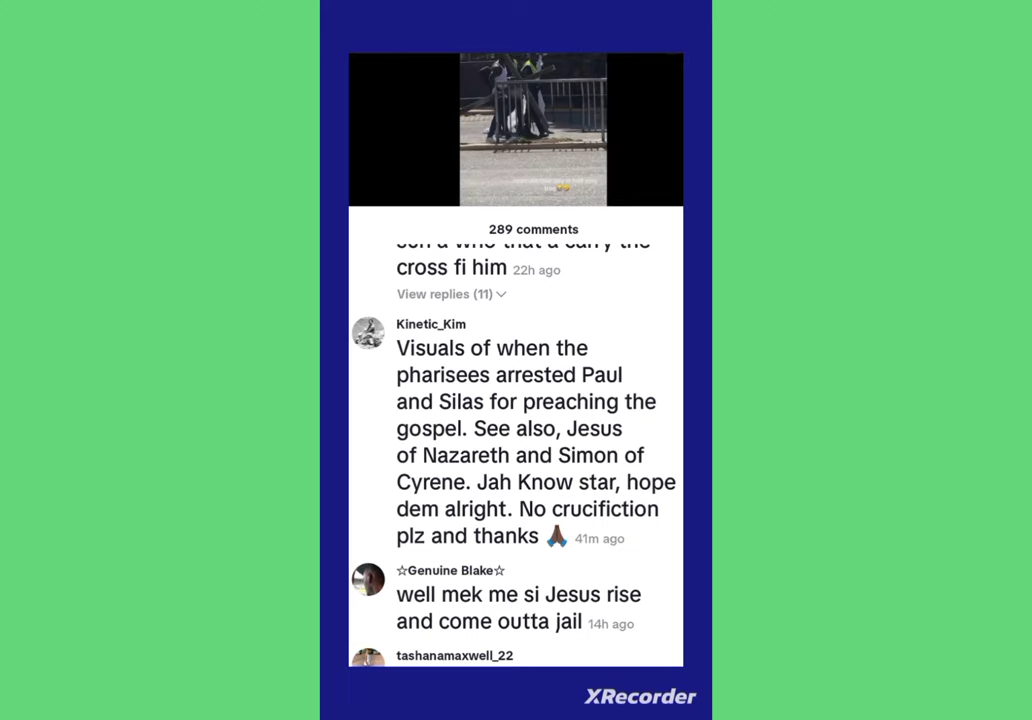 289 comments
cross fi him 22h ago
View replies (11)
Kinetic_Kim
Visuals of when the
pharisees arrested Paul
and Silas for preaching the
gospel. See also, Jesus
of Nazareth and Simon of
Cyrene. Jah Know star, hope
dem alright. No crucifiction
plz and thanks 🙏🏿 41m ago
☆Genuine Blake☆
well mek me si Jesus rise
and come outta jail 14h ago
tashanamaxwell_22
XRecorder